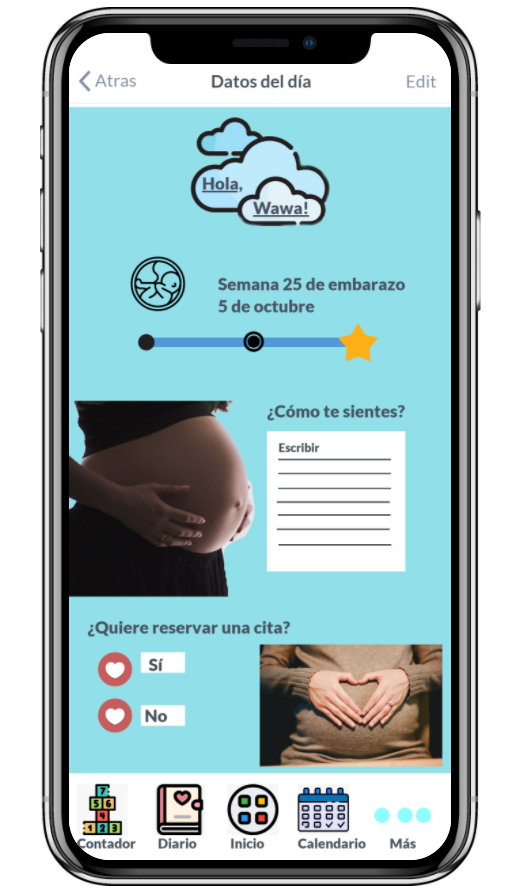 Atras
Datos del día
Edit
Hola,
Wawa!
Semana 25 de embarazo
5 de octubre
¿Cómo te sientes?
Escribir
¿Quiere reservar una cita?
Sí
No
7
5 6
4
1 2 3
Contador
Diario
Inicio
Calendario
Más